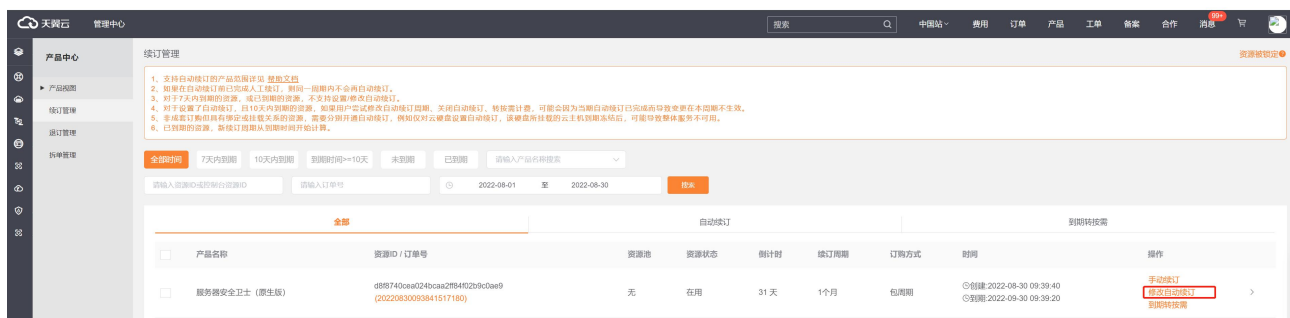 天翼云 管理中心 搜索 中国站 费用 订单 产品 工单 备案 合作 消息 99+
产品中心
产品视图
续订管理
退订管理
拆单管理
续订管理 资源被锁定
1、支持自动续订的产品范围详见 帮助文档
2、如果在自动续订前已完成人工续订，则同一周期内不会再自动续订。
3、对于7天内到期的资源，或已到期的资源，不支持设置/修改自动续订。
4、对于设置了自动续订，且10天内到期的资源，如果用户尝试修改自动续订周期、关闭自动续订、转按需计费，可能会因为当期自动续订已完成而导致变更在本周期不生效。
5、非成套订购但具有绑定或挂载关系的资源，需要分别开通自动续订，例如仅对云硬盘设置自动续订，该硬盘所挂载的云主机到期冻结后，可能导致整体服务不可用。
6、已到期的资源，新续订周期从到期时间开始计算。
全部时间 7天内到期 10天内到期 到期时间>=10天 未到期 已到期 请输入产品名称搜索
请输入资源ID或控制台资源ID 请输入订单号 2022-08-01 至 2022-08-30 搜索
全部 自动续订 到期转按需
产品名称 资源ID / 订单号 资源池 资源状态 倒计时 续订周期 订购方式 时间 操作
服务器安全卫士（原生版） d8f8740cea024bcaa2ff84f02b9c0ae9 无 在用 31 天 1个月 包周期 创建:2022-08-30 09:39:40 手动续订
(20220830093841517180) 到期:2022-09-30 09:39:20 修改自动续订
到期转按需